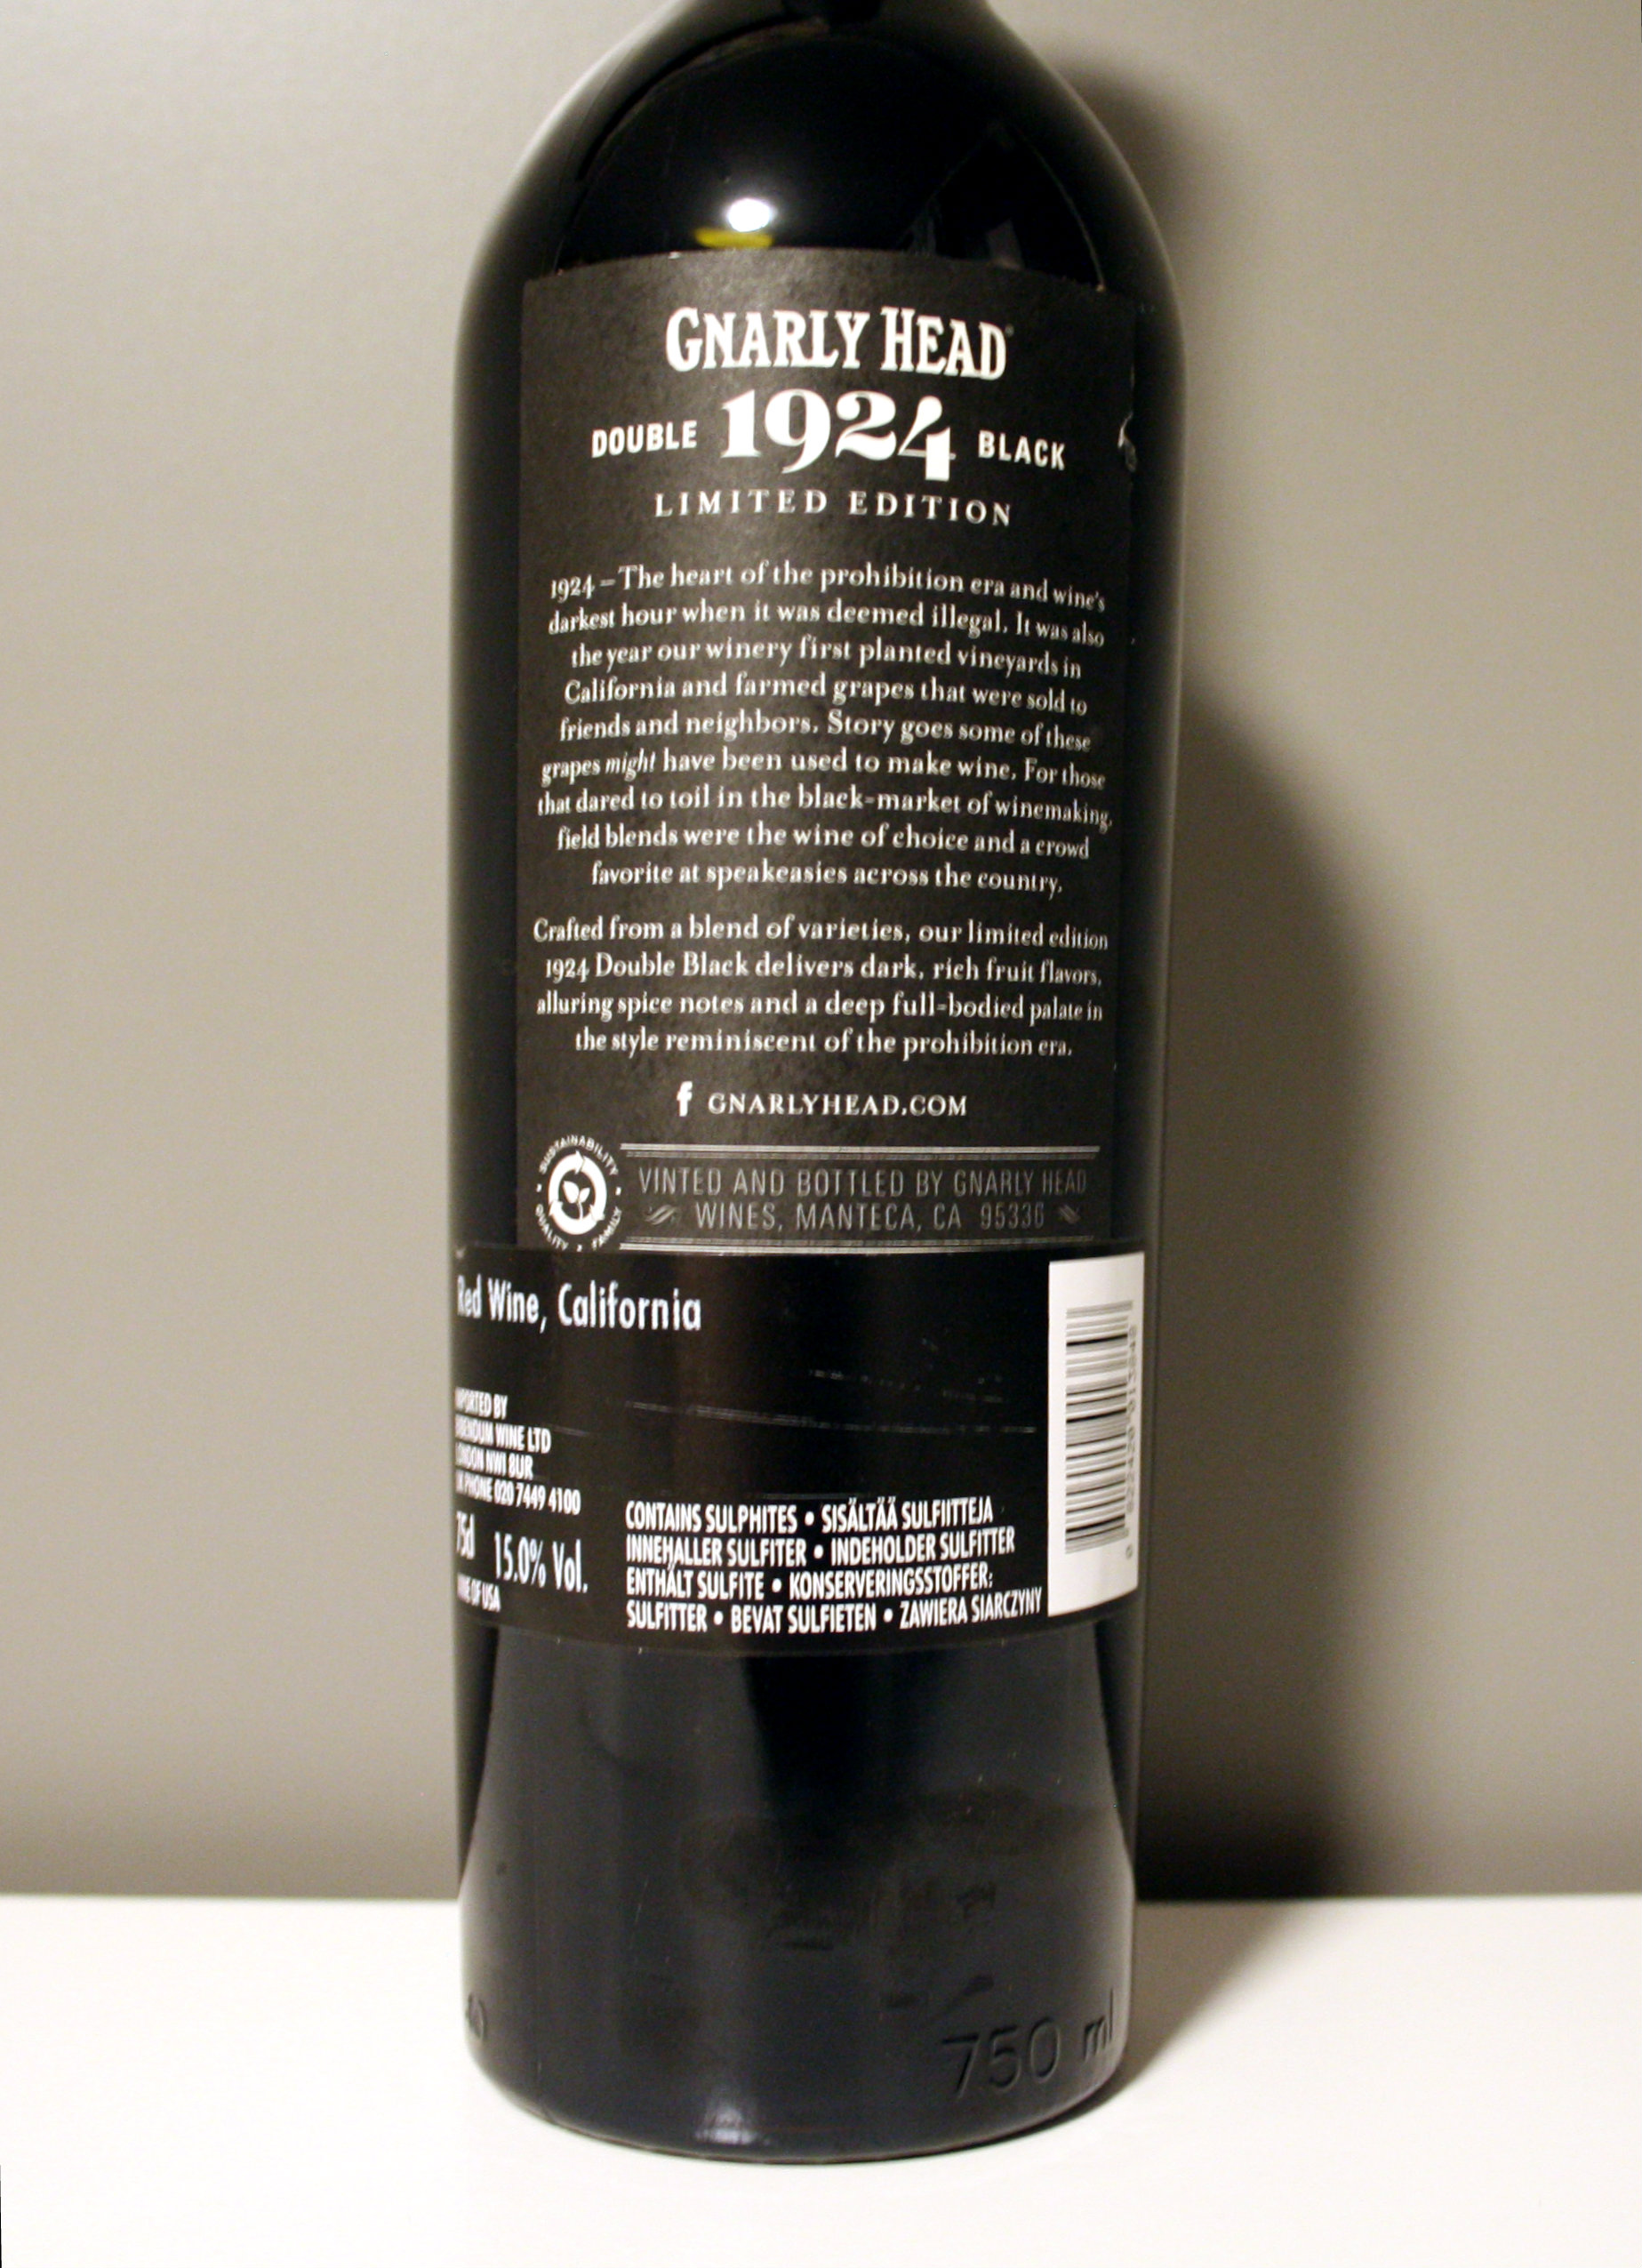 GNARLY HEAD
DOUBLE 1924 BLACK
LIMITED EDITION
1924 – The heart of the prohibition era and wine's
darkest hour when it was deemed illegal. It was also
the year our winery first planted vineyards in
California and farmed grapes that were sold to
friends and neighbors. Story goes some of these
grapes might have been used to make wine. For those
that dared to toil in the black-market of winemaking,
field blends were the wine of choice and a crowd
favorite at speakeasies across the country.
Crafted from a blend of varieties, our limited edition
1924 Double Black delivers dark, rich fruit flavors,
alluring spice notes and a deep full-bodied palate in
the style reminiscent of the prohibition era.
f GNARLYHEAD.COM
SUSTAINABILITY
QUALITY • FAMILY
VINTED AND BOTTLED BY GNARLY HEAD
WINES, MANTECA, CA 95336
Red Wine, California
BY
WINE LTD
NW1 8UR
PHONE 020 7449 4100
15.0% Vol.
OF USA
CONTAINS SULPHITES • SISÄLTÄÄ SULFIITTEJA
INNEHALLER SULFITER • INDEHOLDER SULFITTER
ENTHÄLT SULFITE • KONSERVERINGSSTOFFER:
SULFITTER • BEVAT SULFIETEN • ZAWIERA SIARCZYNY
750 ml